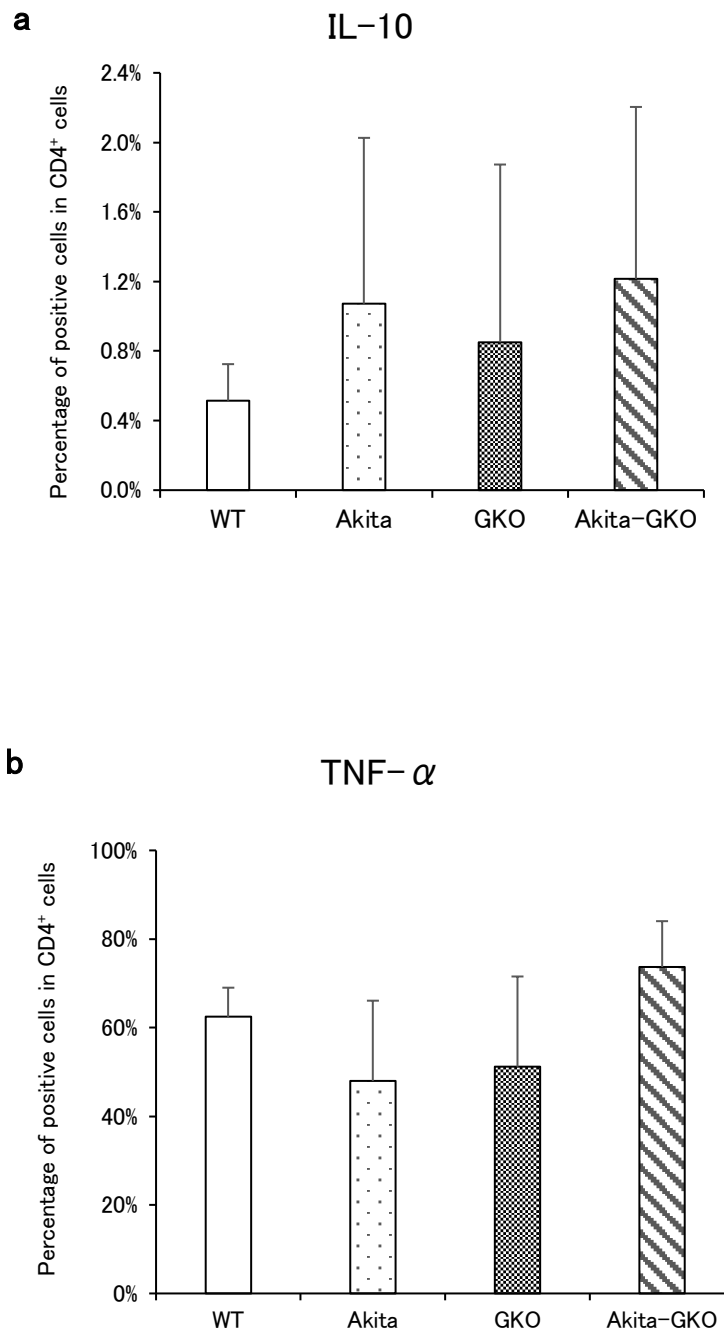 a
IL-10
Percentage of positive cells in CD4⁺ cells
2.4%
2.0%
1.6%
1.2%
0.8%
0.4%
0.0%
WT Akita GKO Akita-GKO
b
TNF-α
Percentage of positive cells in CD4⁺ cells
100%
80%
60%
40%
20%
0%
WT Akita GKO Akita-GKO